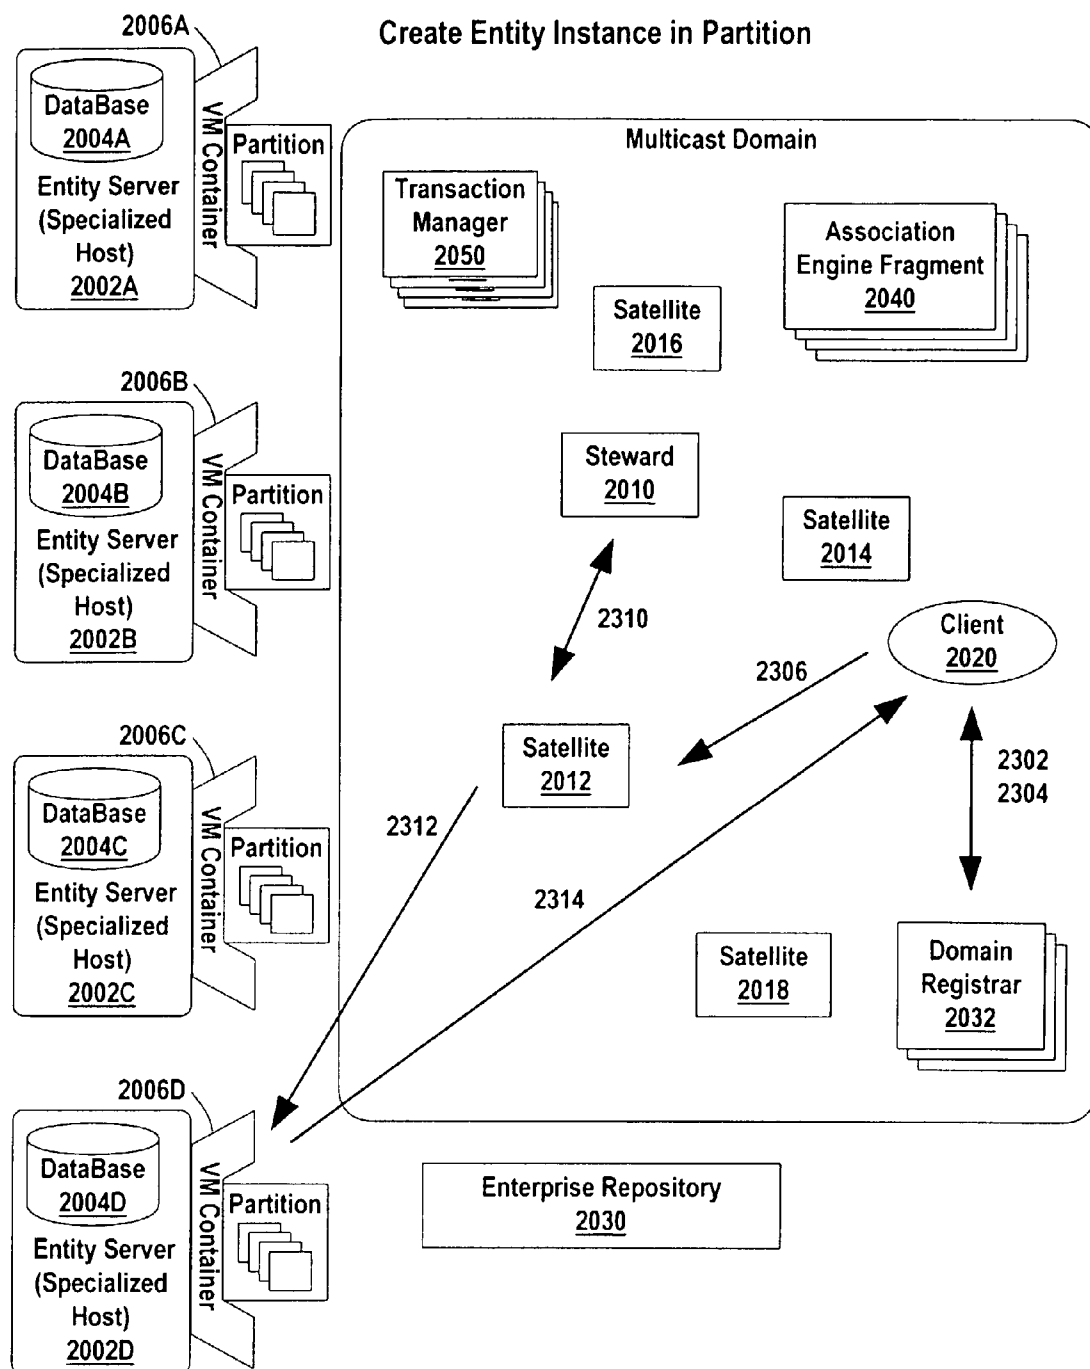 2006A
Create Entity Instance in Partition
DataBase
2004A
Entity Server
(Specialized
Host)
2002A
VM Container
Partition
Multicast Domain
Transaction
Manager
2050
Association
Engine Fragment
2040
Satellite
2016
2006B
DataBase
2004B
Entity Server
(Specialized
Host)
2002B
VM Container
Partition
Steward
2010
Satellite
2014
2310
Client
2020
2306
2006C
DataBase
2004C
Entity Server
(Specialized
Host)
2002C
VM Container
Partition
Satellite
2012
2302
2304
2312
2314
Satellite
2018
Domain
Registrar
2032
2006D
DataBase
2004D
Entity Server
(Specialized
Host)
2002D
VM Container
Partition
Enterprise Repository
2030